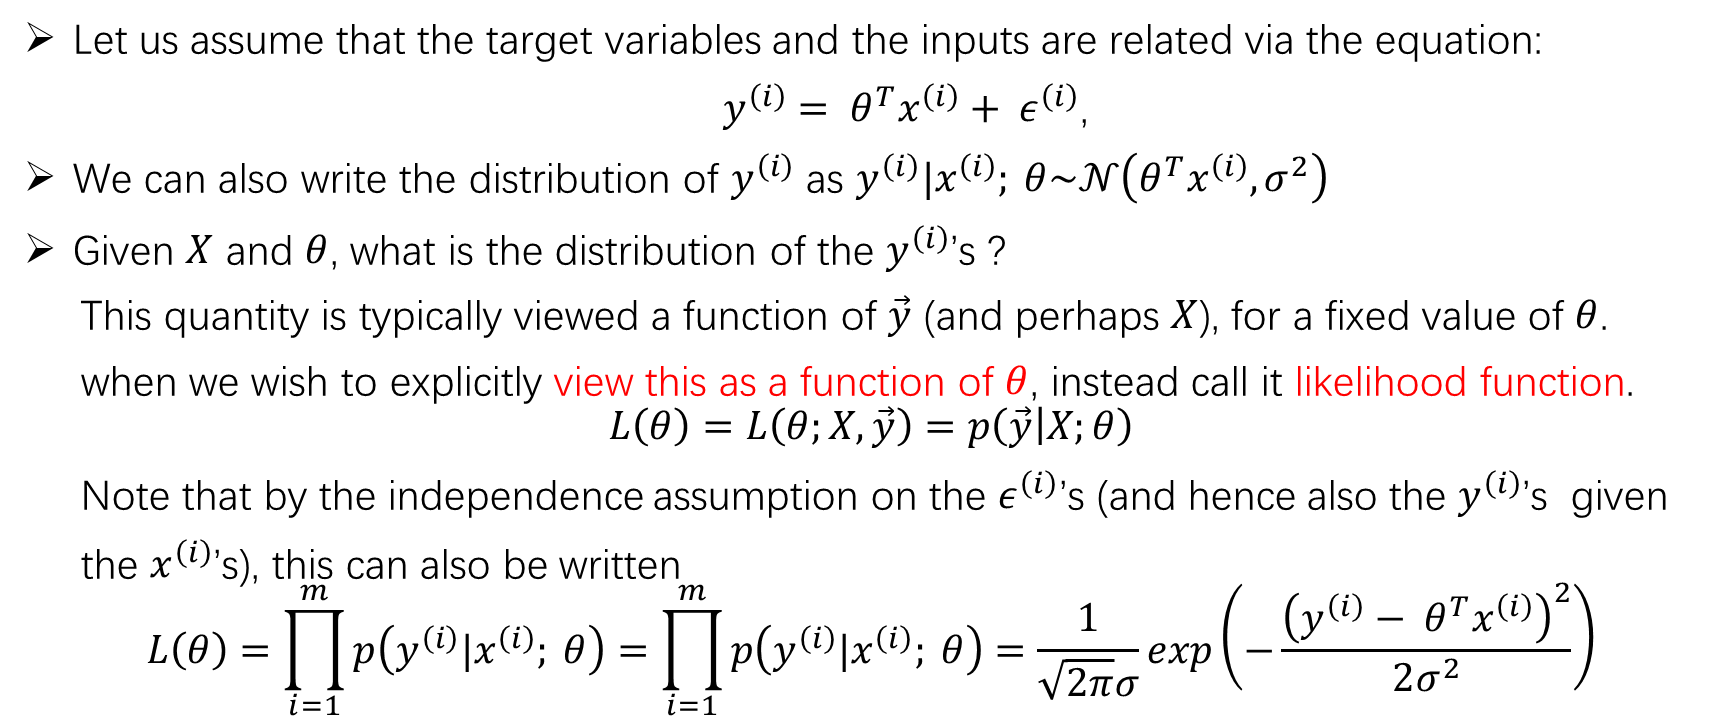 ➢ Let us assume that the target variables and the inputs are related via the equation:
y^(i) = θ^T x^(i) + ϵ^(i),
➢ We can also write the distribution of y^(i) as y^(i)|x^(i); θ~𝒩(θ^T x^(i), σ^2)
➢ Given X and θ, what is the distribution of the y^(i)'s ?
This quantity is typically viewed a function of y⃗ (and perhaps X), for a fixed value of θ.
when we wish to explicitly view this as a function of θ, instead call it likelihood function.
L(θ) = L(θ; X, y⃗) = p(y⃗|X; θ)
Note that by the independence assumption on the ϵ^(i)'s (and hence also the y^(i)'s given
the x^(i)'s), this can also be written
L(θ) = ∏_{i=1}^{m} p(y^(i)|x^(i); θ) = ∏_{i=1}^{m} p(y^(i)|x^(i); θ) = 1/(√(2π)σ) exp(−(y^(i) − θ^T x^(i))^2 / 2σ^2)